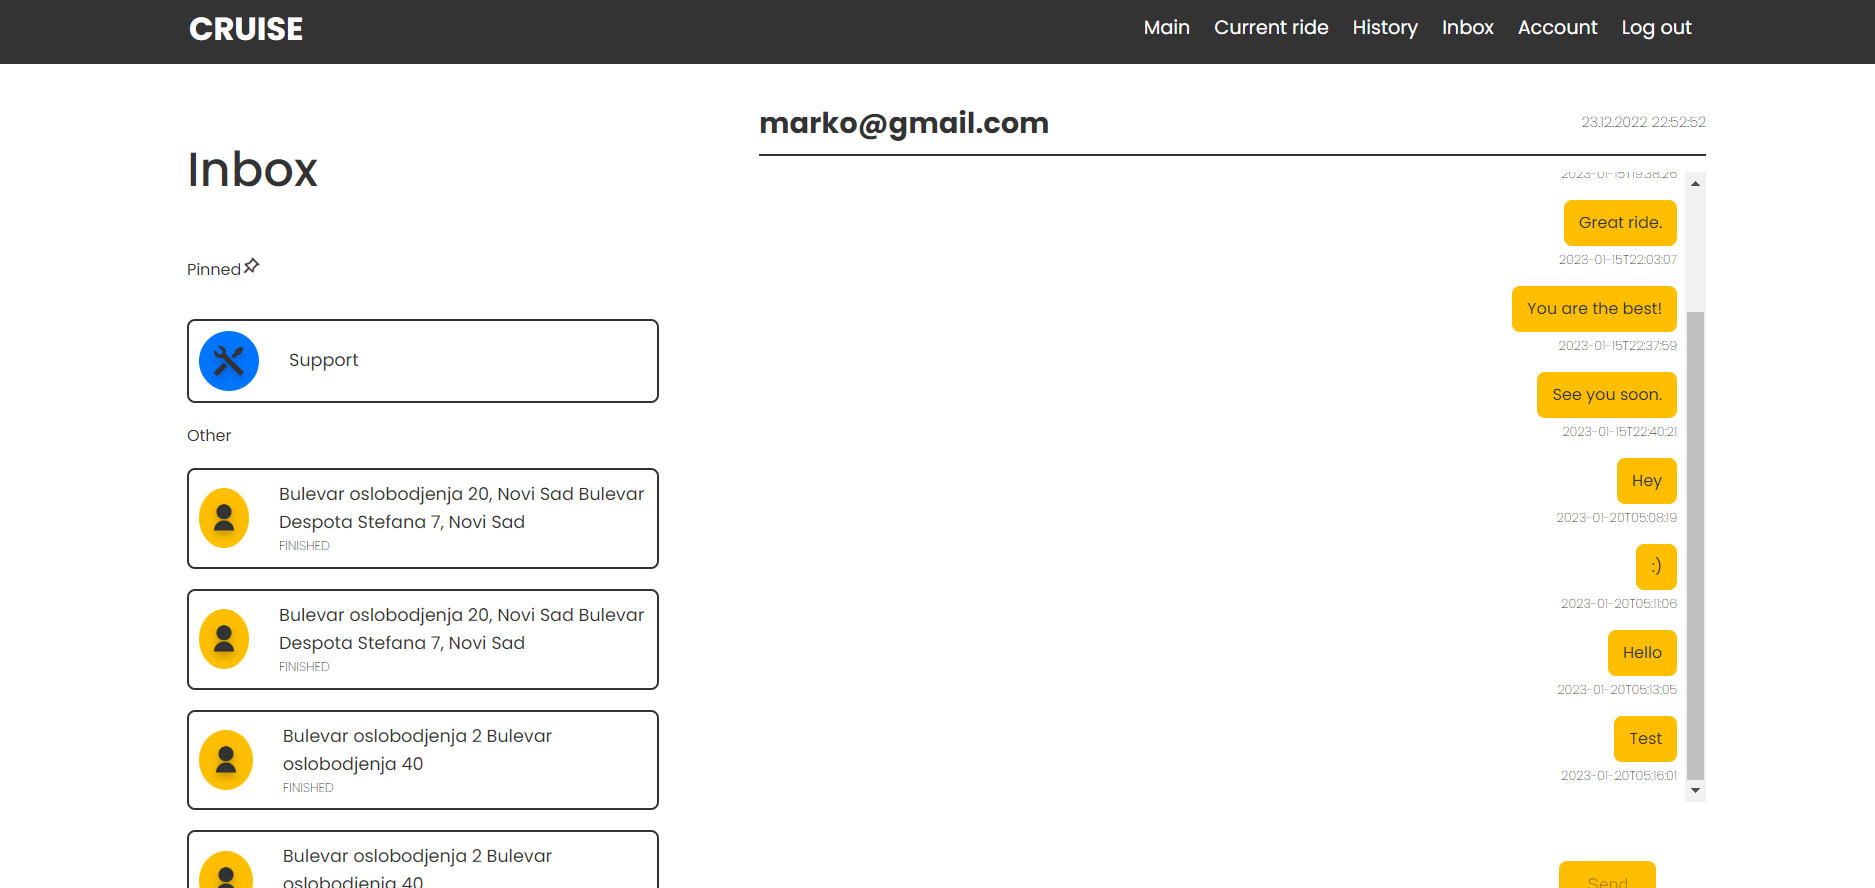 CRUISE
Main Current ride History Inbox Account Log out
Inbox
Pinned
Support
Other
Bulevar oslobodjenja 20, Novi Sad Bulevar
Despota Stefana 7, Novi Sad
FINISHED
Bulevar oslobodjenja 20, Novi Sad Bulevar
Despota Stefana 7, Novi Sad
FINISHED
Bulevar oslobodjenja 2 Bulevar
oslobodjenja 40
FINISHED
Bulevar oslobodjenja 2 Bulevar
oslobodjenja 40
marko@gmail.com
23.12.2022 22:52:52
2023-01-15T19:38:26
Great ride.
2023-01-15T22:03:07
You are the best!
2023-01-15T22:37:59
See you soon.
2023-01-15T22:40:21
Hey
2023-01-20T05:08:19
:)
2023-01-20T05:11:06
Hello
2023-01-20T05:13:05
Test
2023-01-20T05:16:01
Send